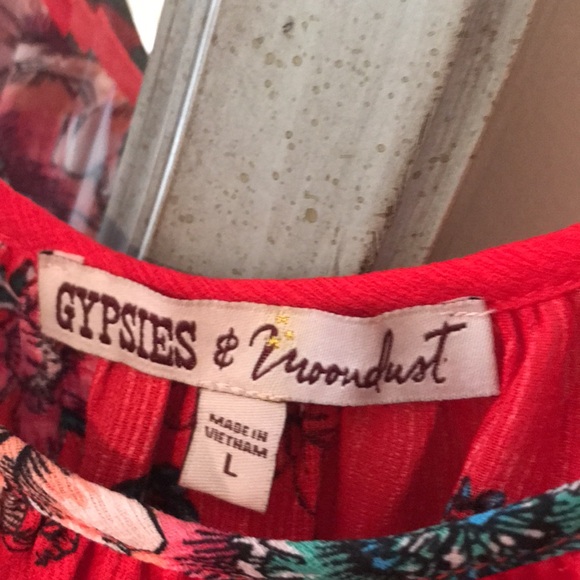 GYPSIES & Moondust
MADE IN
VIETNAM
L